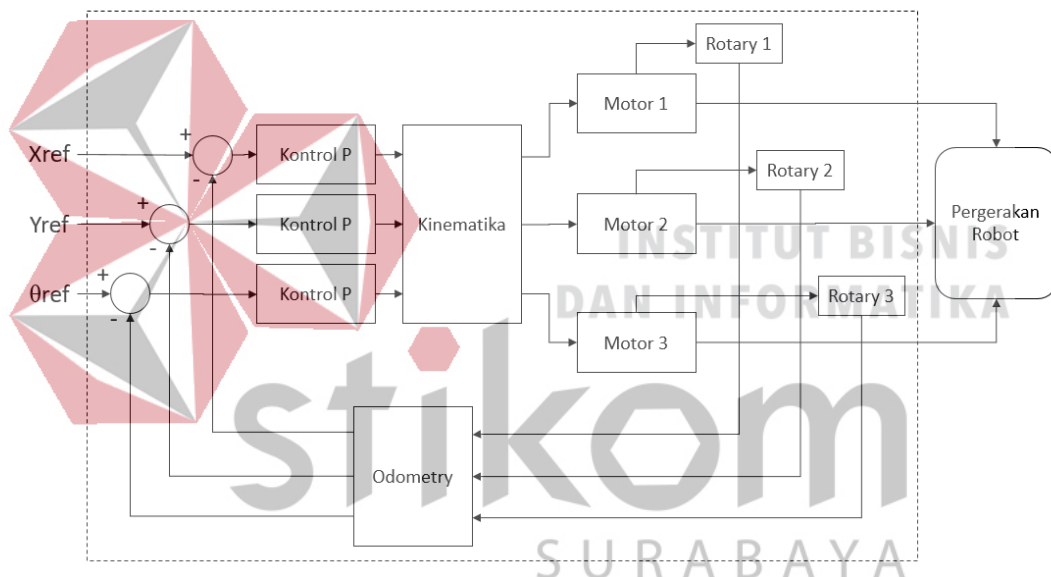 Rotary 1
Motor 1
+
Xref
Kontrol P
-
Rotary 2
+
Yref
Kontrol P
Kinematika
Motor 2
Pergerakan
Robot
-
INSTITUT BISNIS
DAN INFORMATIKA
+
θref
Kontrol P
Rotary 3
-
Motor 3
stikom
Odometry
SURABAYA